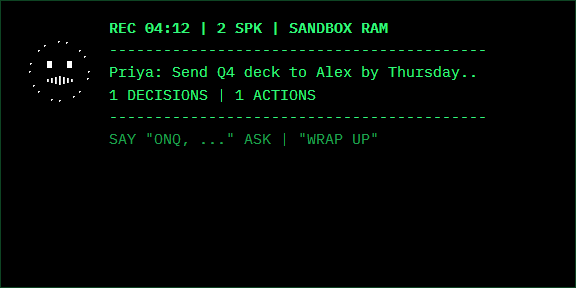 REC 04:12 | 2 SPK | SANDBOX RAM
------------------------------------------
Priya: Send Q4 deck to Alex by Thursday..
1 DECISIONS | 1 ACTIONS
------------------------------------------
SAY "ONQ, ..." ASK | "WRAP UP"